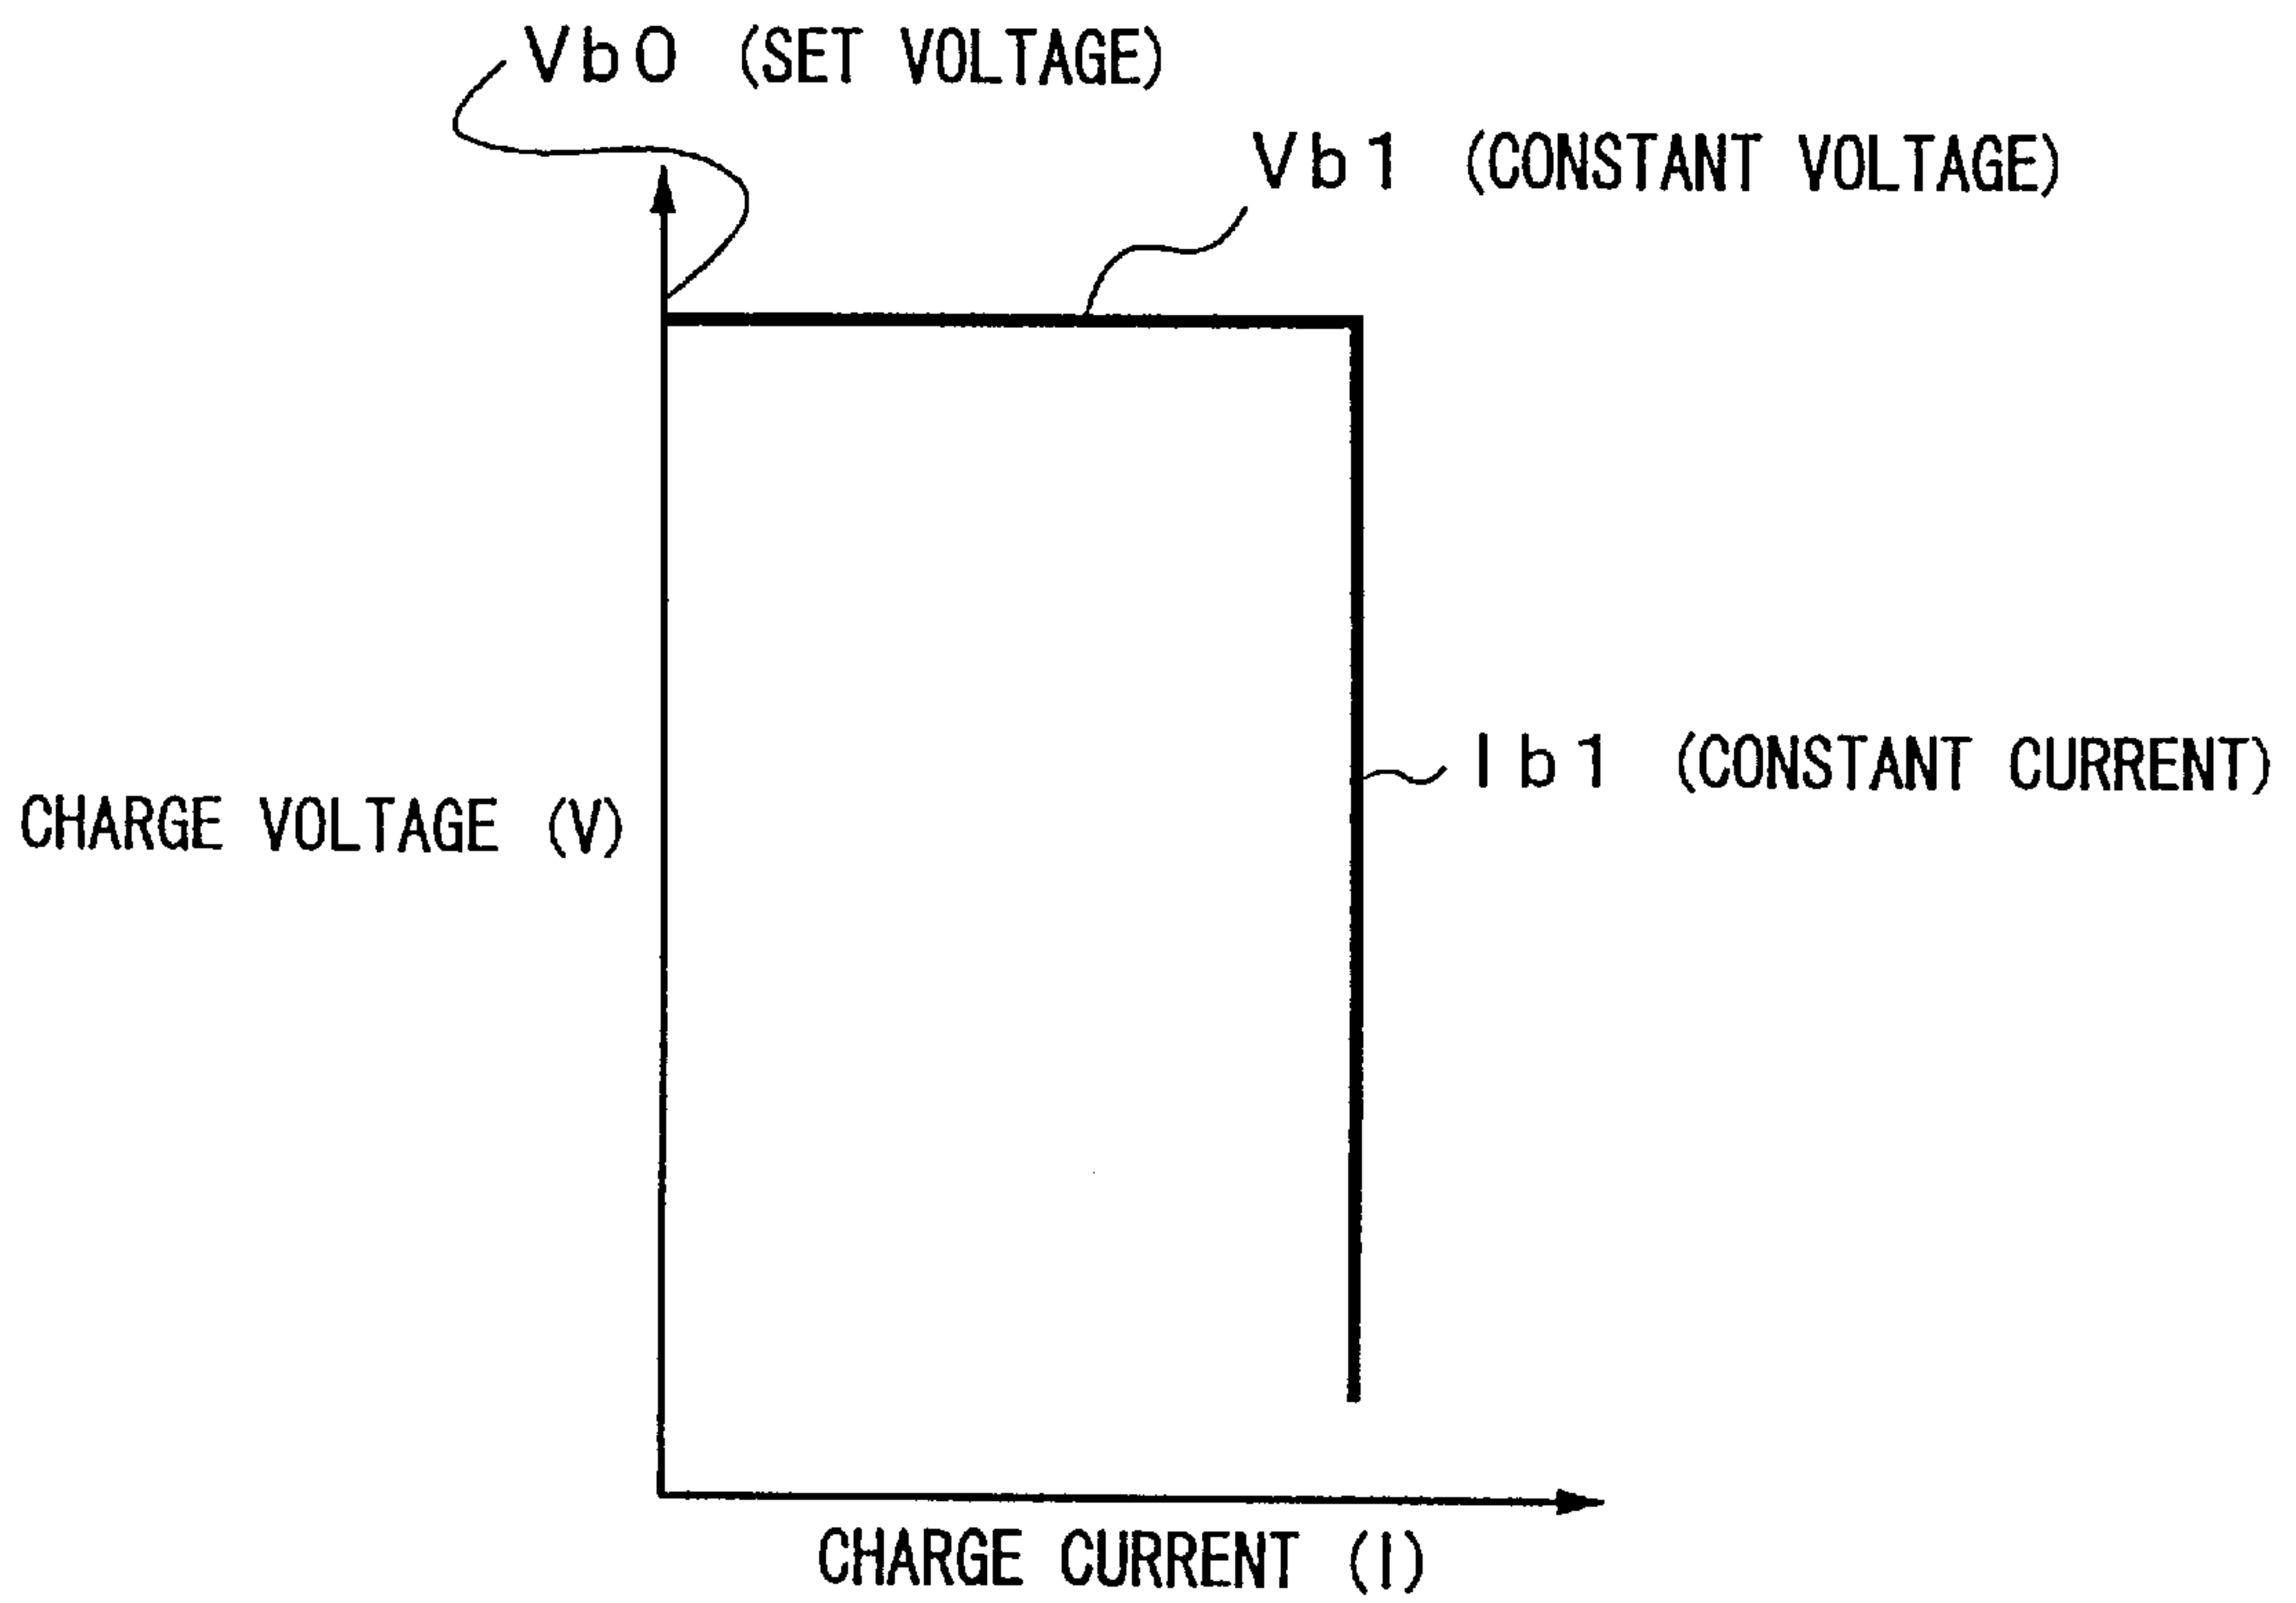 Vb0 (SET VOLTAGE)
Vb1 (CONSTANT VOLTAGE)
Ib1 (CONSTANT CURRENT)
CHARGE VOLTAGE (V)
CHARGE CURRENT (I)